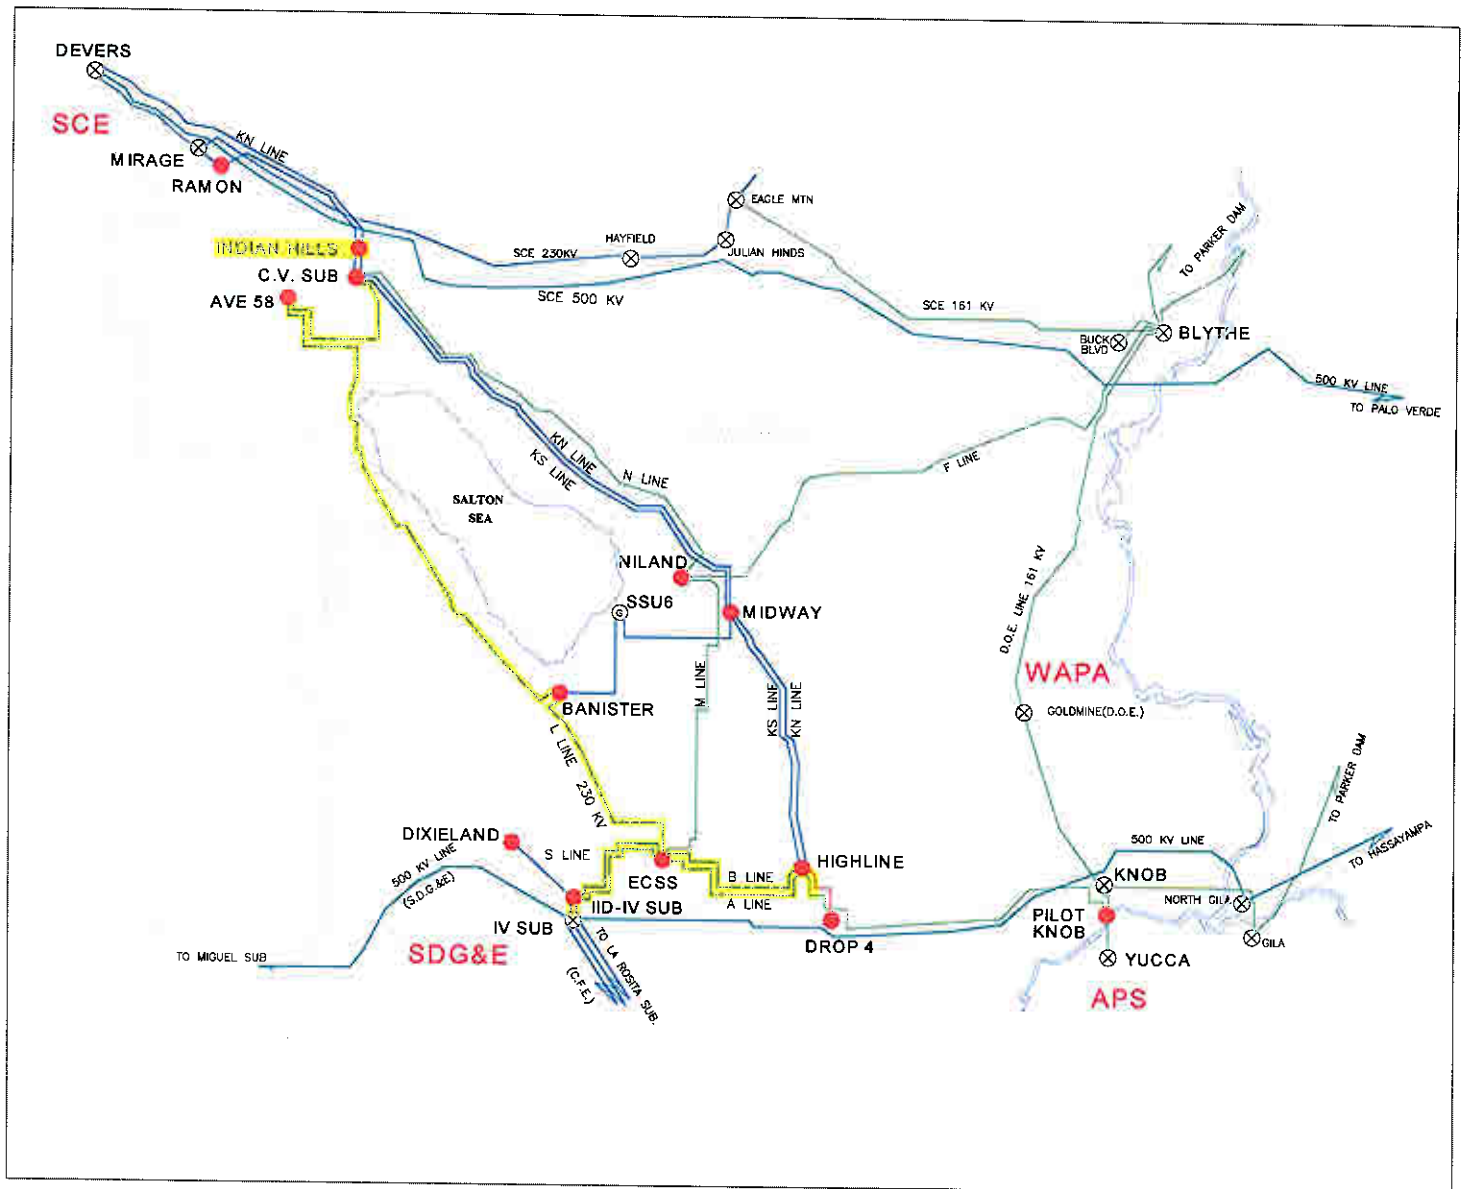 DEVERS
SCE
KN LINE
MIRAGE
RAMON
EAGLE MTN
HAYFIELD
JULIAN HINDS
SCE 230KV
SCE 500 KV
TO PARKER DAM
INDIAN HILLS
C.V. SUB
AVE 58
SCE 161 KV
BUCK
BLVD
BLYTHE
500 KV LINE
TO PALO VERDE
KN LINE
KS LINE
N LINE
F LINE
SALTON
SEA
NILAND
SSU6
MIDWAY
D.O.E. LINE 161 KV
WAPA
M LINE
KS LINE
KN LINE
GOLDMINE(D.O.E.)
BANISTER
L LINE 230 KV
TO PARKER DAM
DIXIELAND
S LINE
500 KV LINE
(S.D.G.&E)
ECSS
B LINE
A LINE
HIGHLINE
500 KV LINE
TO HASSAYAMPA
KNOB
NORTH GILA
IID-IV SUB
IV SUB
PILOT
KNOB
GILA
DROP 4
YUCCA
TO MIGUEL SUB
SDG&E
TO LA ROSITA SUB.
(C.F.E.)
APS